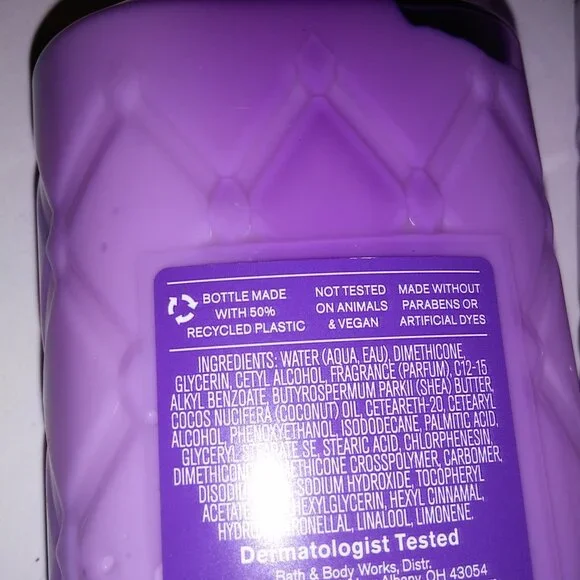 BOTTLE MADE
WITH 50%
RECYCLED PLASTIC
NOT TESTED
ON ANIMALS
& VEGAN
MADE WITHOUT
PARABENS OR
ARTIFICIAL DYES
INGREDIENTS: WATER (AQUA, EAU), DIMETHICONE,
GLYCERIN, CETYL ALCOHOL, FRAGRANCE (PARFUM), C12-15
ALKYL BENZOATE, BUTYROSPERMUM PARKII (SHEA) BUTTER,
COCOS NUCIFERA (COCONUT) OIL, CETEARETH-20, CETEARYL
ALCOHOL, PHENOXYETHANOL, ISODODECANE, PALMITIC ACID,
GLYCERYL SE, STEARIC ACID, CHLORPHENESIN,
CROSSPOLYMER, CARBOMER,
SODIUM HYDROXIDE, TOCOPHERYL
ACETATE, HEXYL CINNAMAL,
LINALOOL, LIMONENE.
Dermatologist Tested
Bath & Body Works, Distr.
Albany, OH 43054